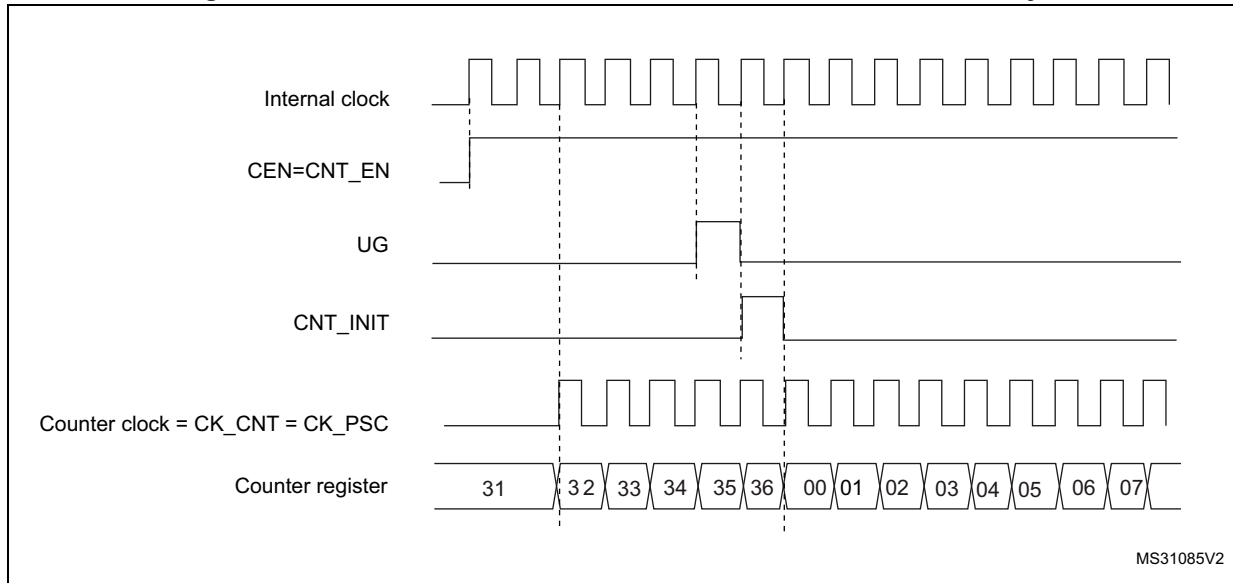 Internal clock
CEN=CNT_EN
UG
CNT_INIT
Counter clock = CK_CNT = CK_PSC
Counter register 31 32 33 34 35 36 00 01 02 03 04 05 06 07
MS31085V2